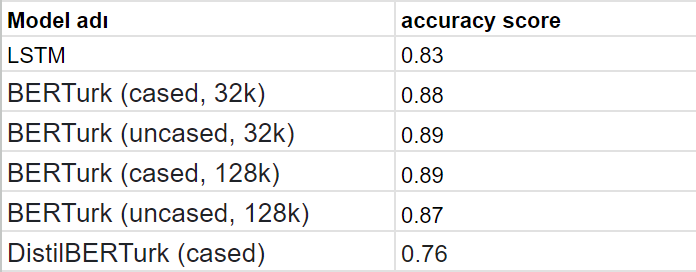 Model adı accuracy score
LSTM 0.83
BERTurk (cased, 32k) 0.88
BERTurk (uncased, 32k) 0.89
BERTurk (cased, 128k) 0.89
BERTurk (uncased, 128k) 0.87
DistilBERTurk (cased) 0.76